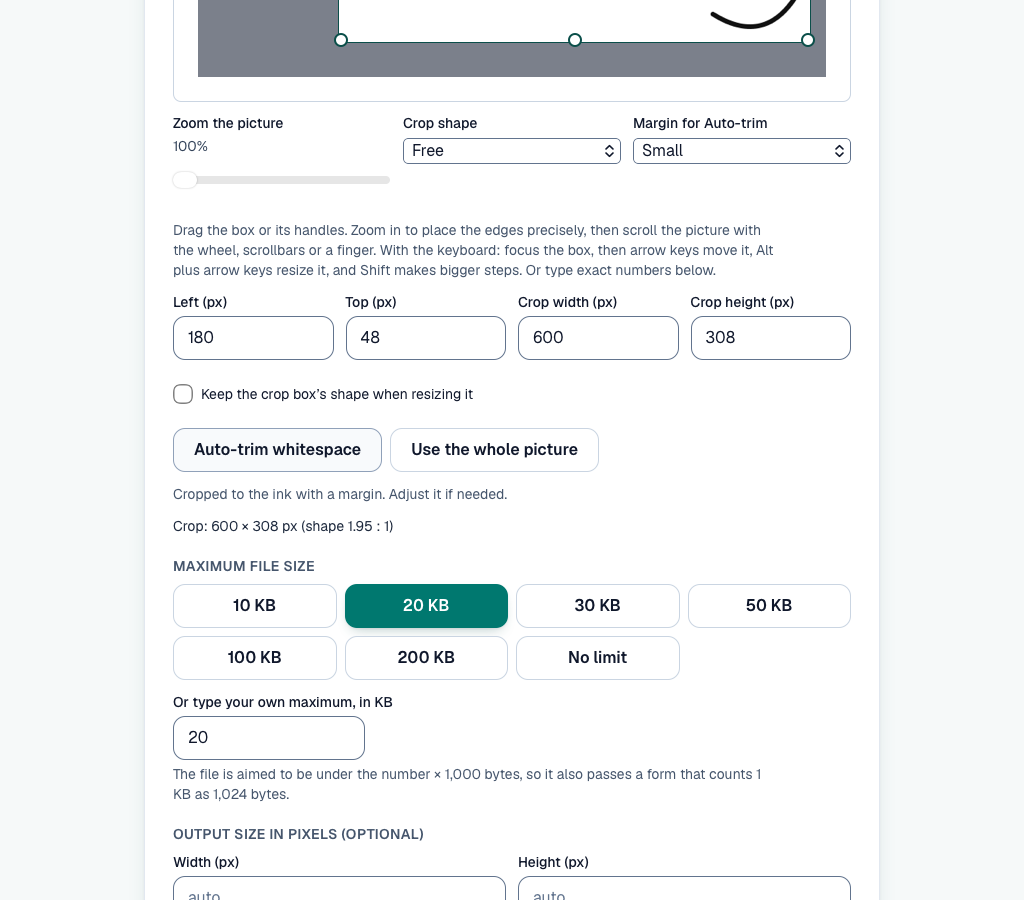 Zoom the picture
100%
Crop shape
Free
Margin for Auto-trim
Small
Drag the box or its handles. Zoom in to place the edges precisely, then scroll the picture with
the wheel, scrollbars or a finger. With the keyboard: focus the box, then arrow keys move it, Alt
plus arrow keys resize it, and Shift makes bigger steps. Or type exact numbers below.
Left (px)
180
Top (px)
48
Crop width (px)
600
Crop height (px)
308
Keep the crop box’s shape when resizing it
Auto-trim whitespace
Use the whole picture
Cropped to the ink with a margin. Adjust it if needed.
Crop: 600 × 308 px (shape 1.95 : 1)
MAXIMUM FILE SIZE
10 KB
20 KB
30 KB
50 KB
100 KB
200 KB
No limit
Or type your own maximum, in KB
20
The file is aimed to be under the number × 1,000 bytes, so it also passes a form that counts 1
KB as 1,024 bytes.
OUTPUT SIZE IN PIXELS (OPTIONAL)
Width (px)
auto
Height (px)
auto